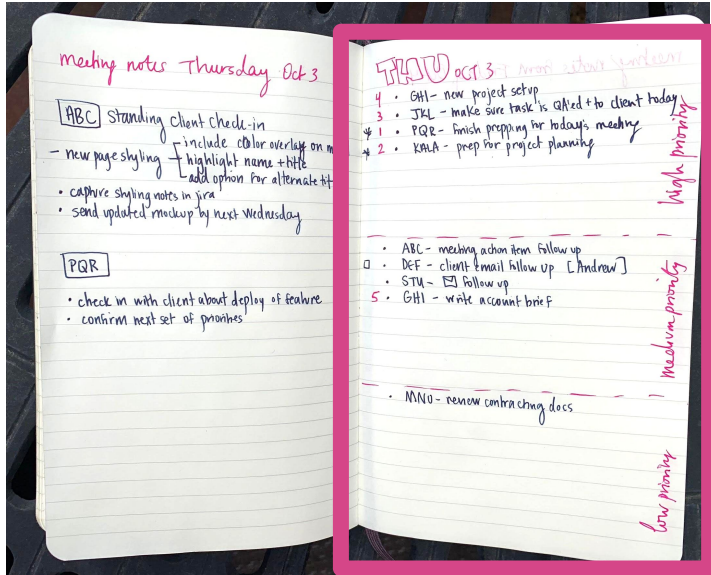 meeting notes Thursday Oct 3
ABC Standing Client Check-in
- new page styling
include color overlay on m
highlight name + title
add option for alternate tit
• capture styling notes in jira
• send updated mockup by next Wednesday
PQR
• check in with client about deploy of feature
• confirm next set of priorities
THU OCT 3
4 • GHI - new project setup
3 • JKL - make sure task is QA'ed + to client today
* 1 • PQR - finish prepping for today's meeting
* 2 • KALA - prep for project planning
high priority
• ABC - meeting action item follow up
□ • DEF - client email follow up [Andrew]
• STU - ✉ follow up
5 • GHI - write account brief
medium priority
• MNO - review contracting docs
low priority